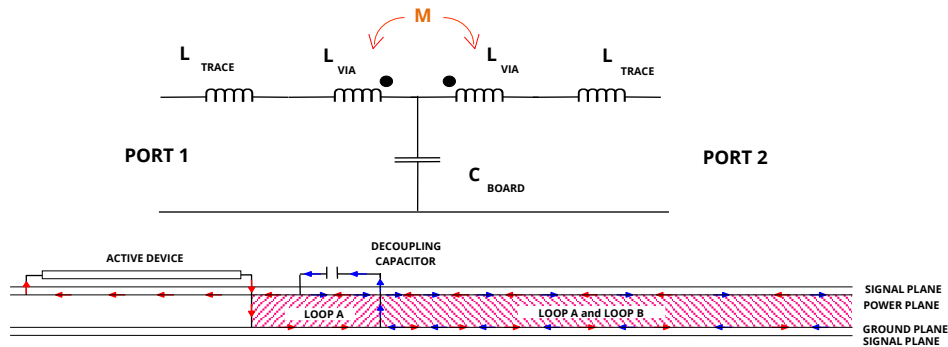 M
L TRACE
L VIA
L VIA
L TRACE
PORT 1
PORT 2
C BOARD
DECOUPLING
CAPACITOR
ACTIVE DEVICE
SIGNAL PLANE
POWER PLANE
LOOP A
LOOP A and LOOP B
GROUND PLANE
SIGNAL PLANE